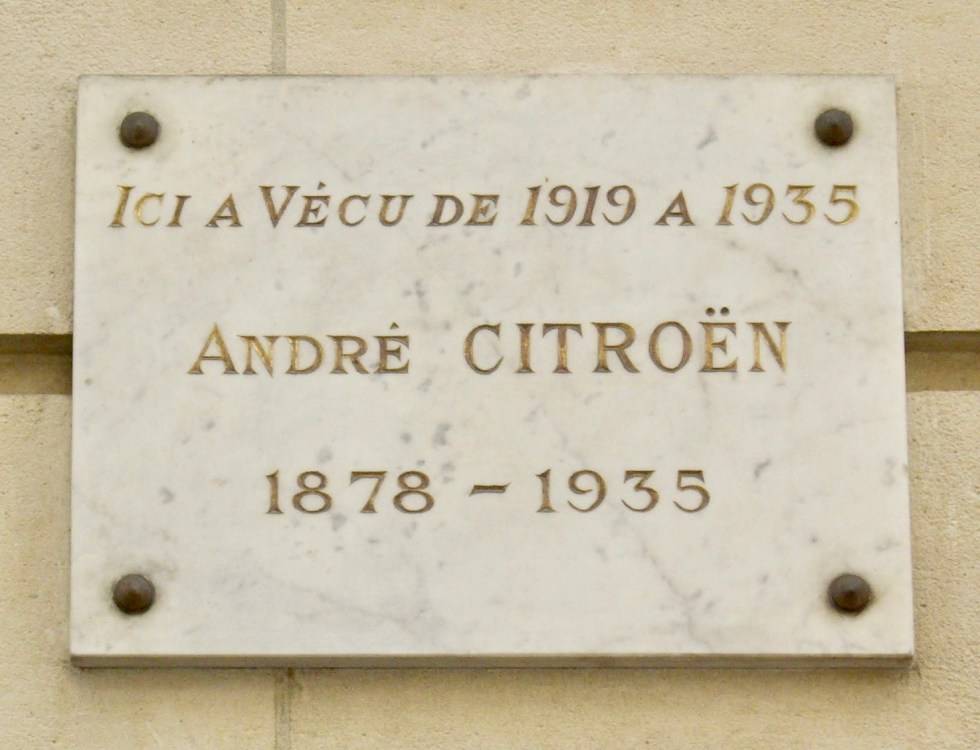 ICI A VÉCU DE 1919 A 1935
ANDRÉ CITROËN
1878 - 1935